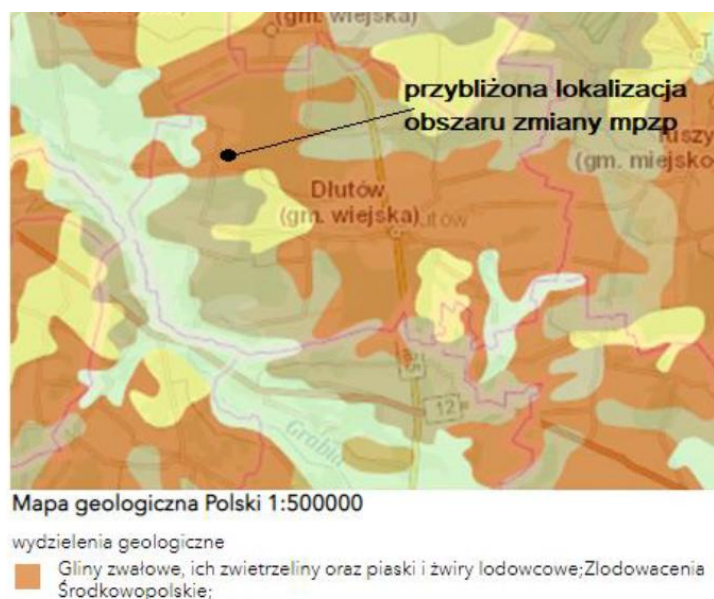 (gm. wiejska)
przybliżona lokalizacja
obszaru zmiany mpzp
(gm. miejsko
Dłutów
(gm. wiejska)
12
Grabia
Mapa geologiczna Polski 1:500000
wydzielenia geologiczne
Gliny zwałowe, ich zwietrzeliny oraz piaski i żwiry lodowcowe;Zlodowacenia
Środkowopolskie;